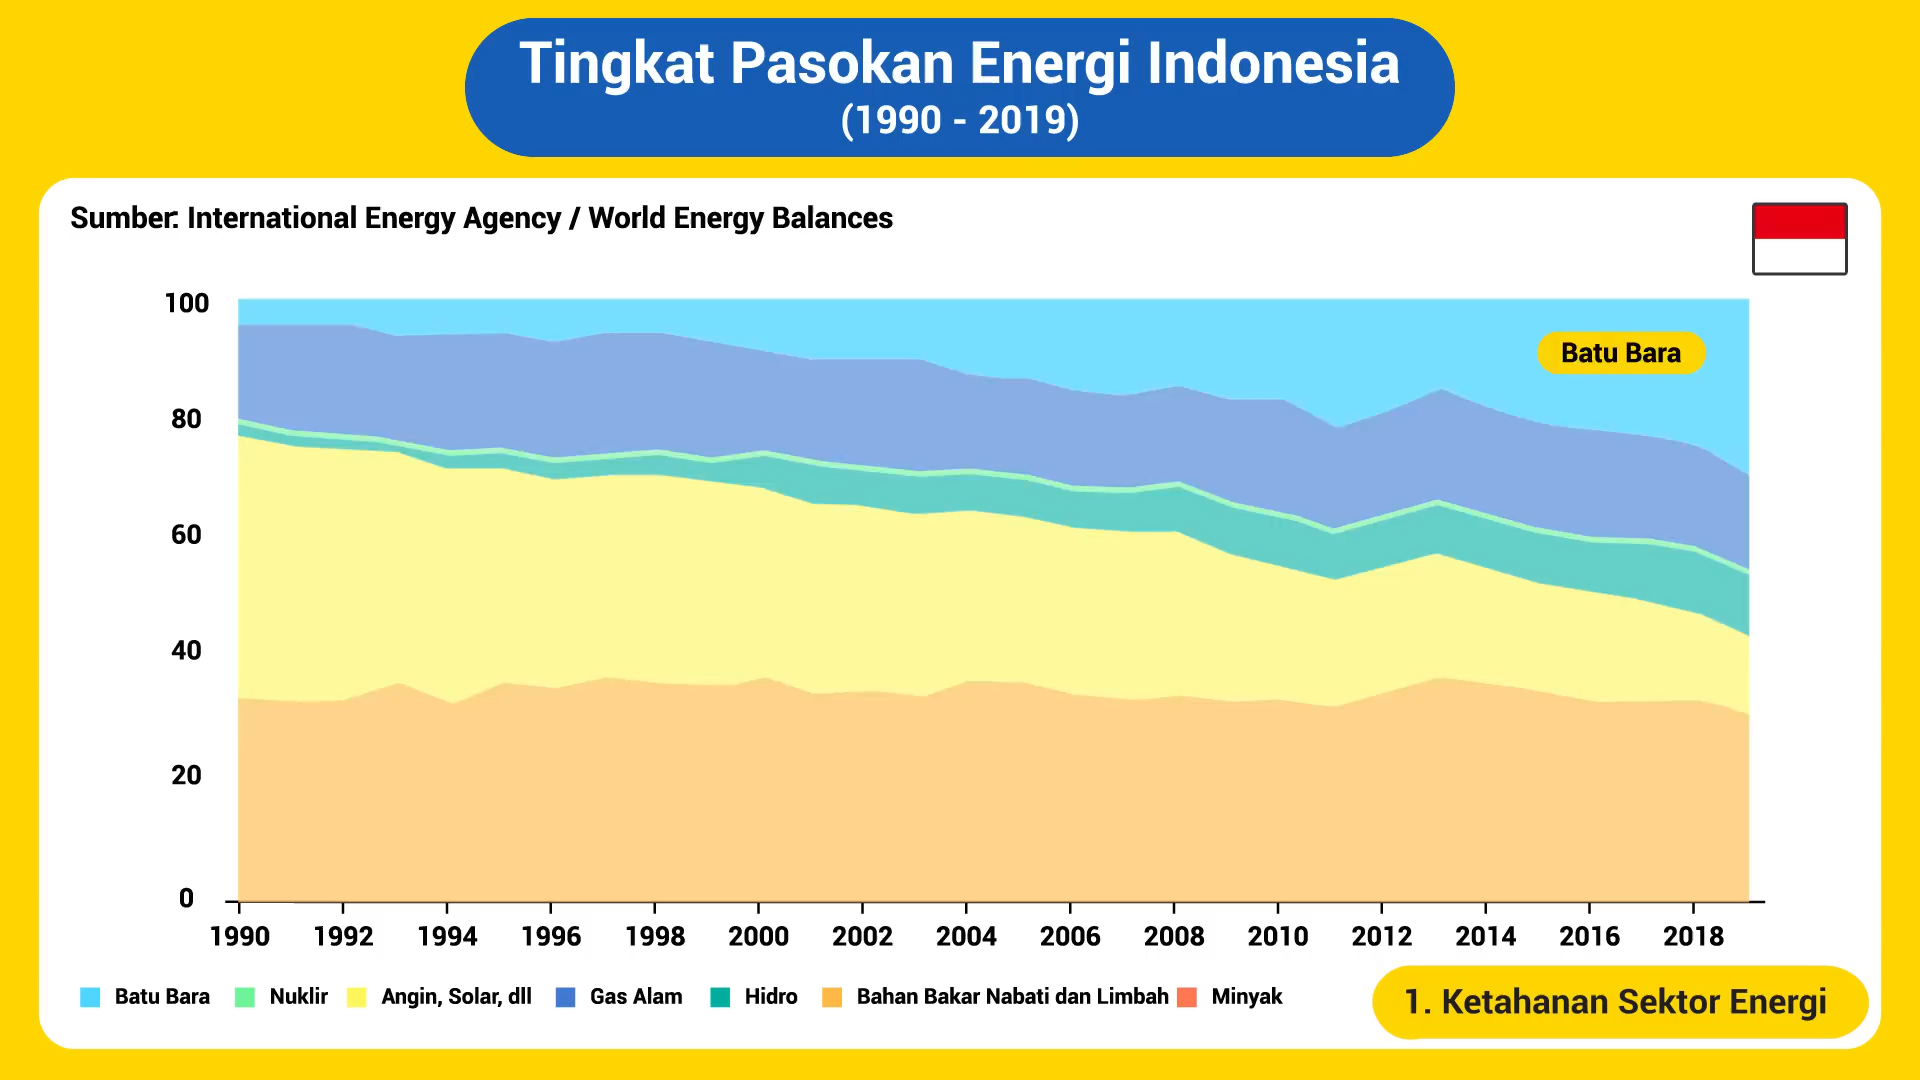 Tingkat Pasokan Energi Indonesia
(1990 - 2019)
Sumber: International Energy Agency / World Energy Balances
100
Batu Bara
80
60
40
20
0
1990 1992 1994 1996 1998 2000 2002 2004 2006 2008 2010 2012 2014 2016 2018
Batu Bara Nuklir Angin, Solar, dll Gas Alam Hidro Bahan Bakar Nabati dan Limbah Minyak
1. Ketahanan Sektor Energi